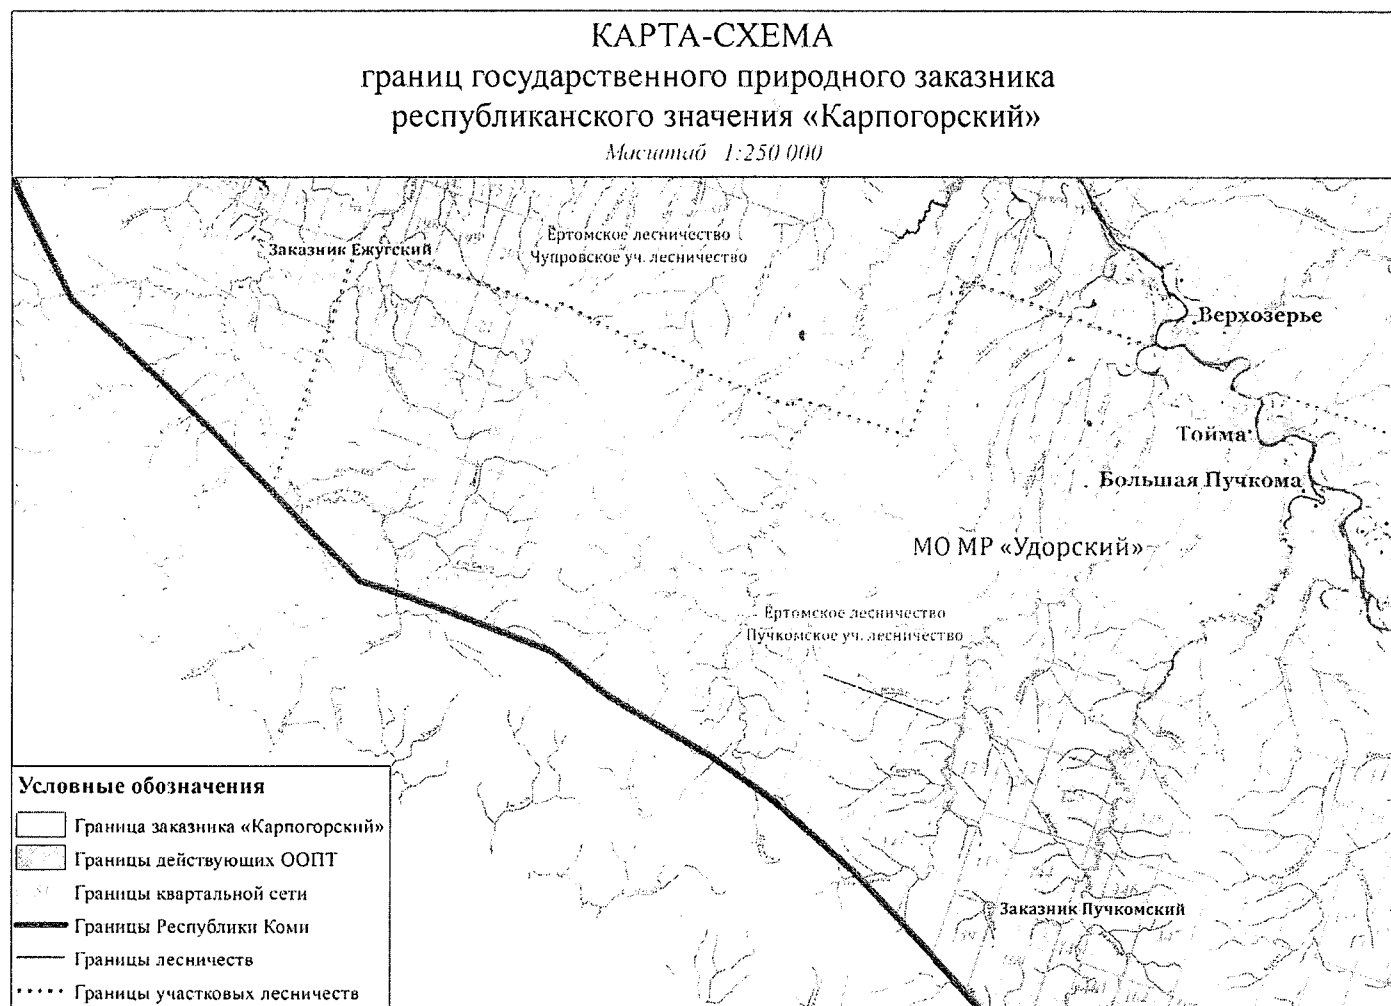 КАРТА-СХЕМА
границ государственного природного заказника
республиканского значения «Карпогорский»
Масштаб 1:250 000
Заказник Ежугский
Ёртомское лесничество
Чупровское уч. лесничество
Верхозерье
Тойма
Большая Пучкома
МО МР «Удорский»
Ёртомское лесничество
Пучкомское уч. лесничество
Заказник Пучкомский
Условные обозначения
Граница заказника «Карпогорский»
Границы действующих ООПТ
Границы квартальной сети
Границы Республики Коми
Границы лесничеств
Границы участковых лесничеств